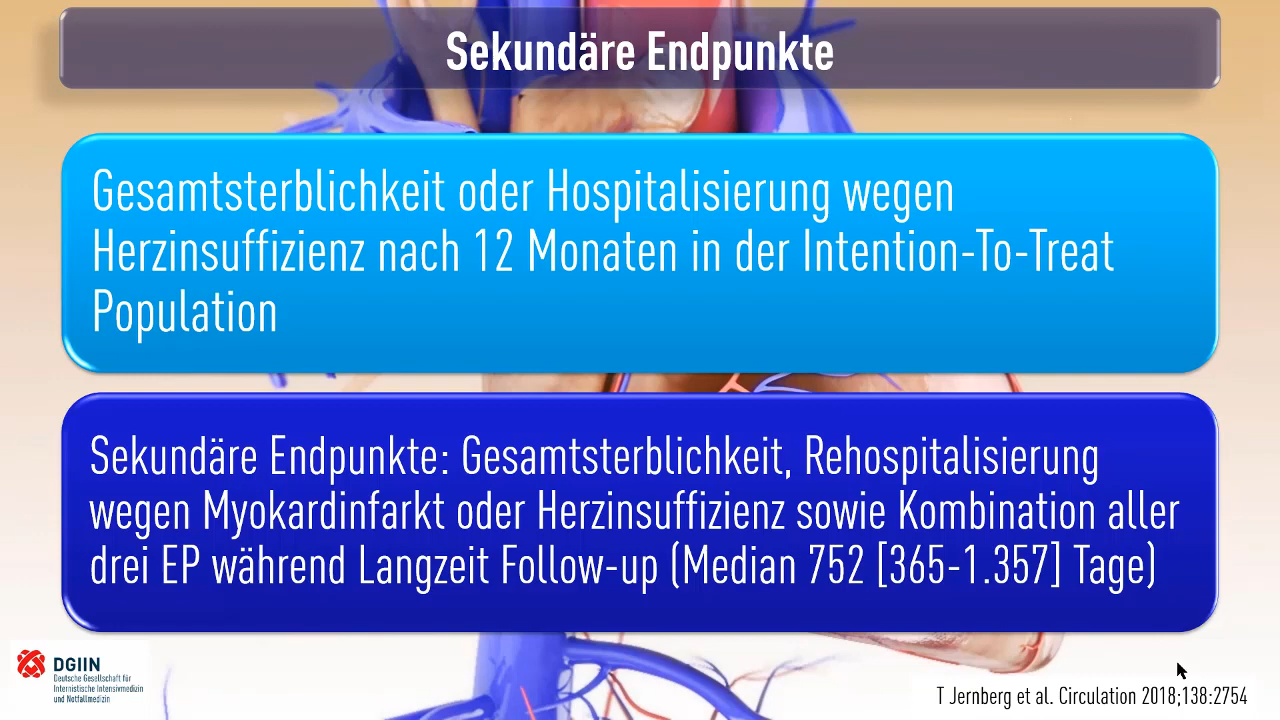 Sekundäre Endpunkte
Gesamtsterblichkeit oder Hospitalisierung wegen
Herzinsuffizienz nach 12 Monaten in der Intention-To-Treat
Population
Sekundäre Endpunkte: Gesamtsterblichkeit, Rehospitalisierung
wegen Myokardinfarkt oder Herzinsuffizienz sowie Kombination aller
drei EP während Langzeit Follow-up (Median 752 [365-1.357] Tage)
DGIIN
Deutsche Gesellschaft für
Internistische Intensivmedizin
und Notfallmedizin
T Jernberg et al. Circulation 2018;138:2754